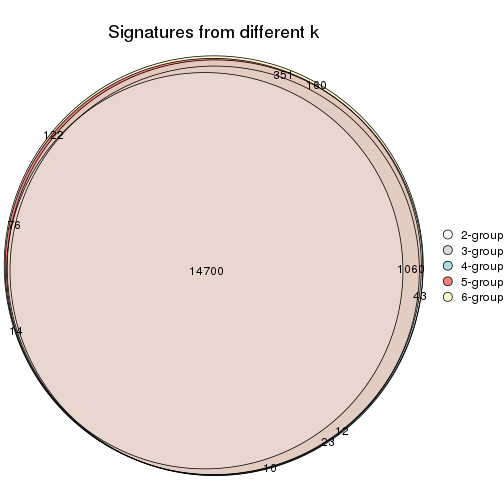 Signatures from different k
351
160
122
76
14700
1060
43
14
12
23
10
2-group
3-group
4-group
5-group
6-group